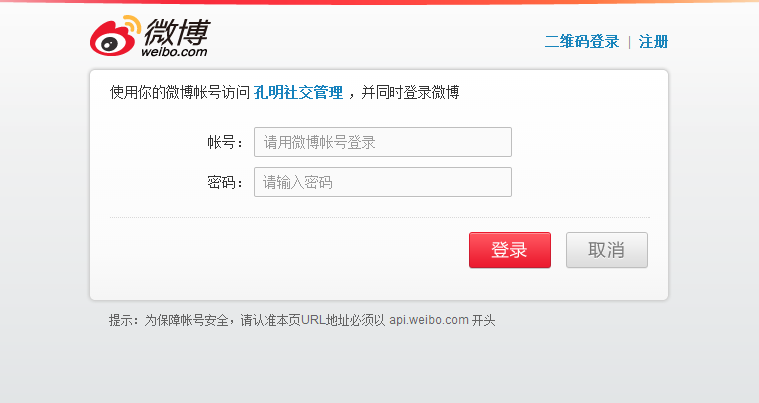 微博
weibo.com
二维码登录 | 注册
使用你的微博帐号访问 孔明社交管理 ，并同时登录微博
帐号： 请用微博帐号登录
密码： 请输入密码
登录 取消
提示：为保障帐号安全，请认准本页URL地址必须以 api.weibo.com 开头